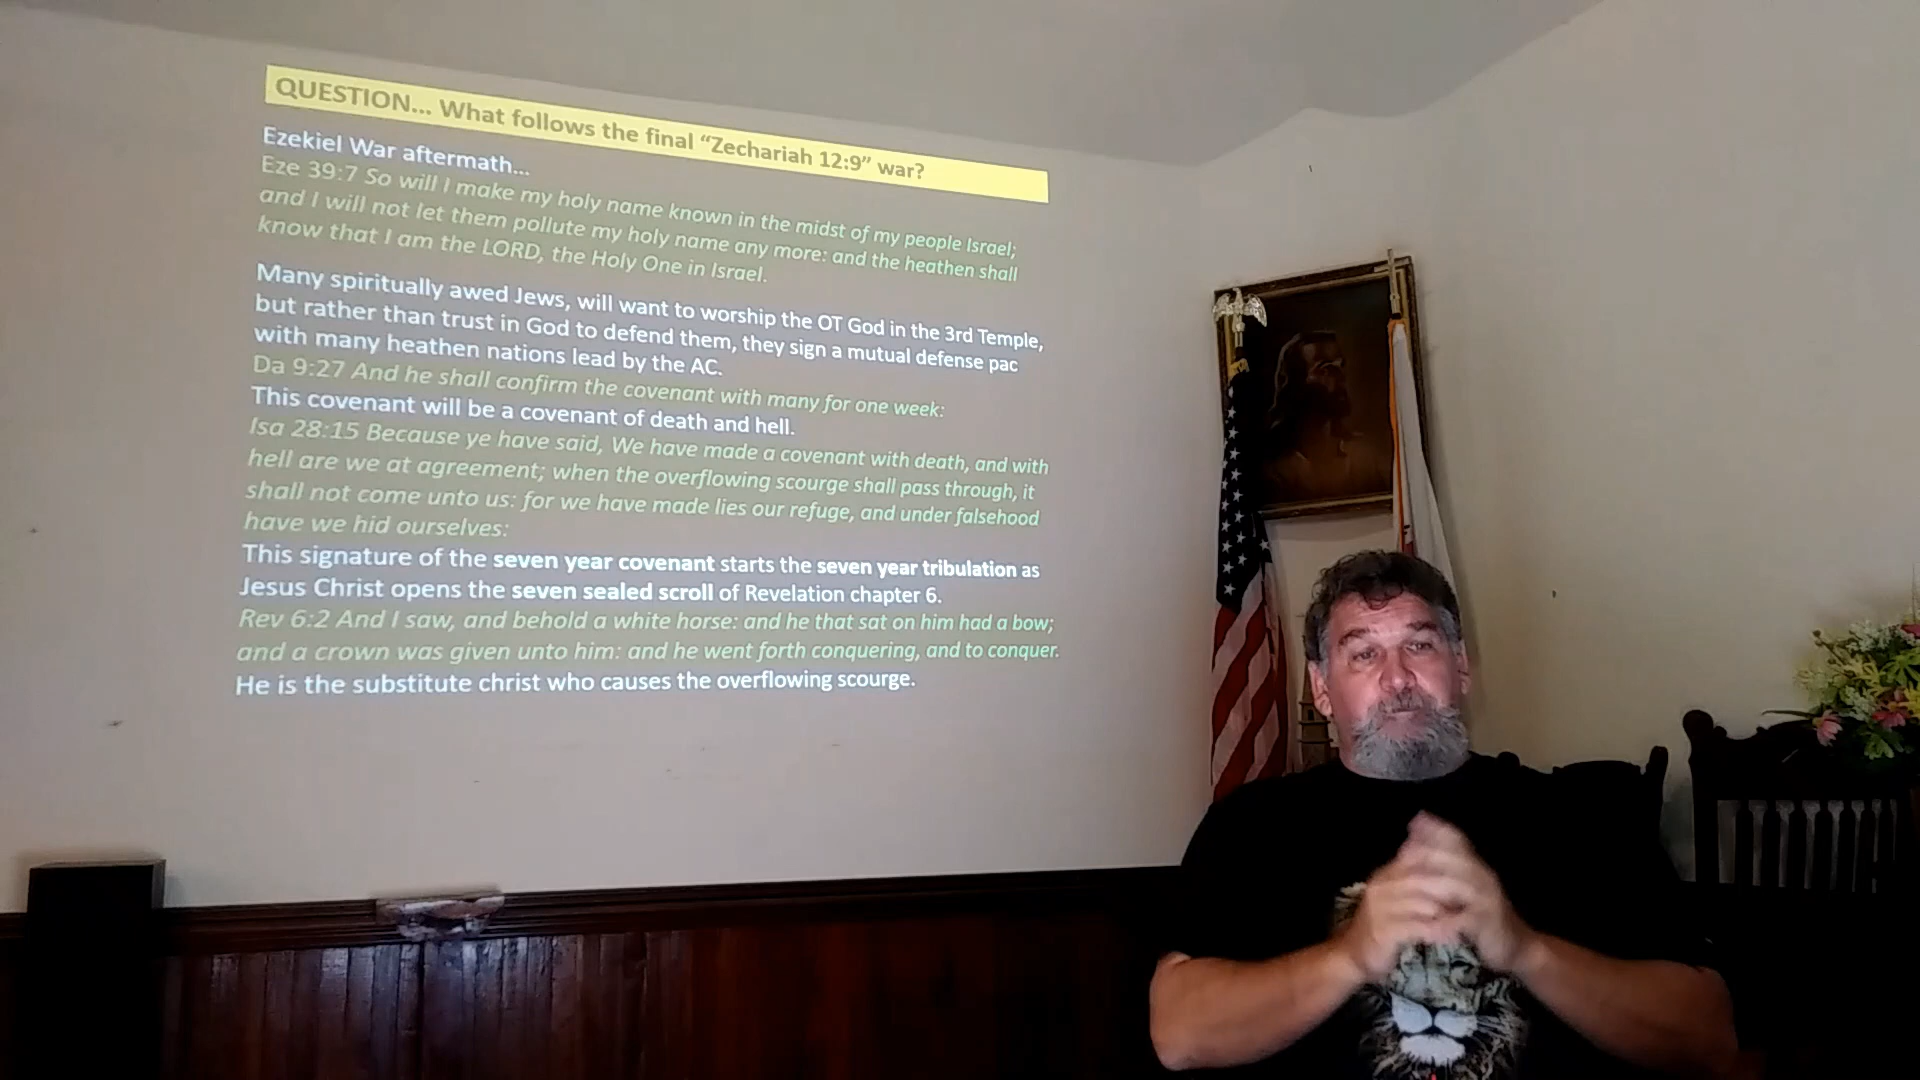 QUESTION... What follows the final “Zechariah 12:9” war?
Ezekiel War aftermath...
Eze 39:7 So will I make my holy name known in the midst of my people Israel;
and I will not let them pollute my holy name any more: and the heathen shall
know that I am the LORD, the Holy One in Israel.
Many spiritually awed Jews, will want to worship the OT God in the 3rd Temple,
but rather than trust in God to defend them, they sign a mutual defense pac
with many heathen nations lead by the AC.
Da 9:27 And he shall confirm the covenant with many for one week:
This covenant will be a covenant of death and hell.
Isa 28:15 Because ye have said, We have made a covenant with death, and with
hell are we at agreement; when the overflowing scourge shall pass through, it
shall not come unto us: for we have made lies our refuge, and under falsehood
have we hid ourselves:
This signature of the seven year covenant starts the seven year tribulation as
Jesus Christ opens the seven sealed scroll of Revelation chapter 6.
Rev 6:2 And I saw, and behold a white horse: and he that sat on him had a bow;
and a crown was given unto him: and he went forth conquering, and to conquer.
He is the substitute christ who causes the overflowing scourge.